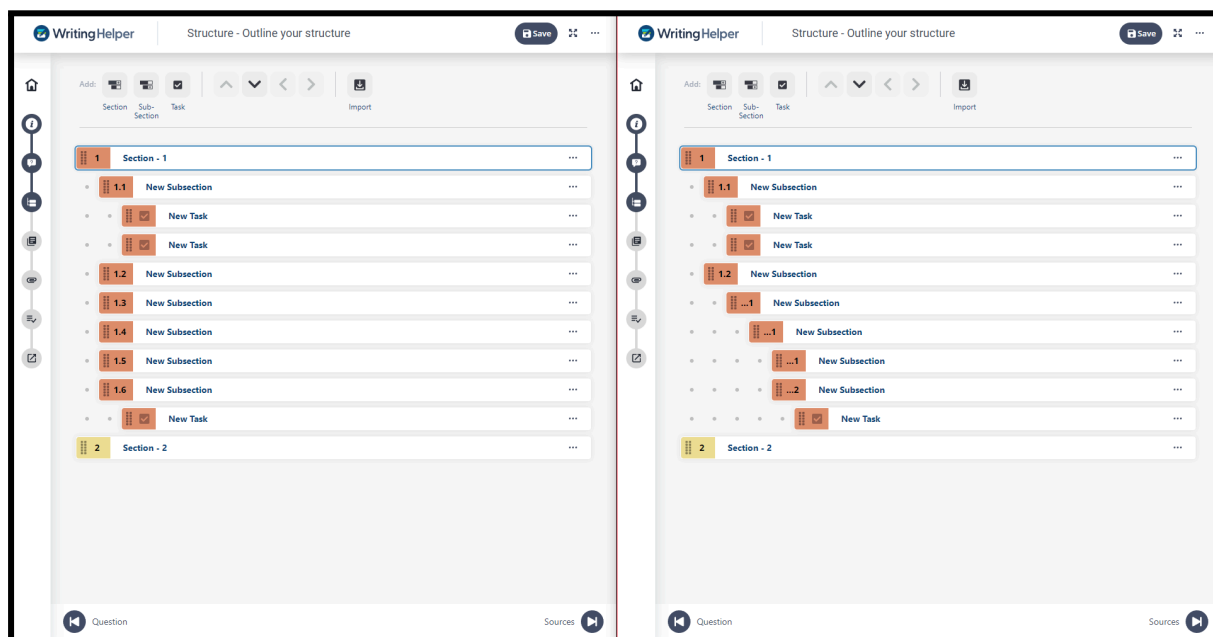 WritingHelper Structure - Outline your structure Save
Add:
Section Sub-Section Task Import
1 Section - 1
1.1 New Subsection
New Task
New Task
1.2 New Subsection
1.3 New Subsection
1.4 New Subsection
1.5 New Subsection
1.6 New Subsection
New Task
2 Section - 2
Question Sources
WritingHelper Structure - Outline your structure Save
Add:
Section Sub-Section Task Import
1 Section - 1
1.1 New Subsection
New Task
New Task
1.2 New Subsection
...1 New Subsection
...1 New Subsection
...1 New Subsection
...2 New Subsection
New Task
2 Section - 2
Question Sources